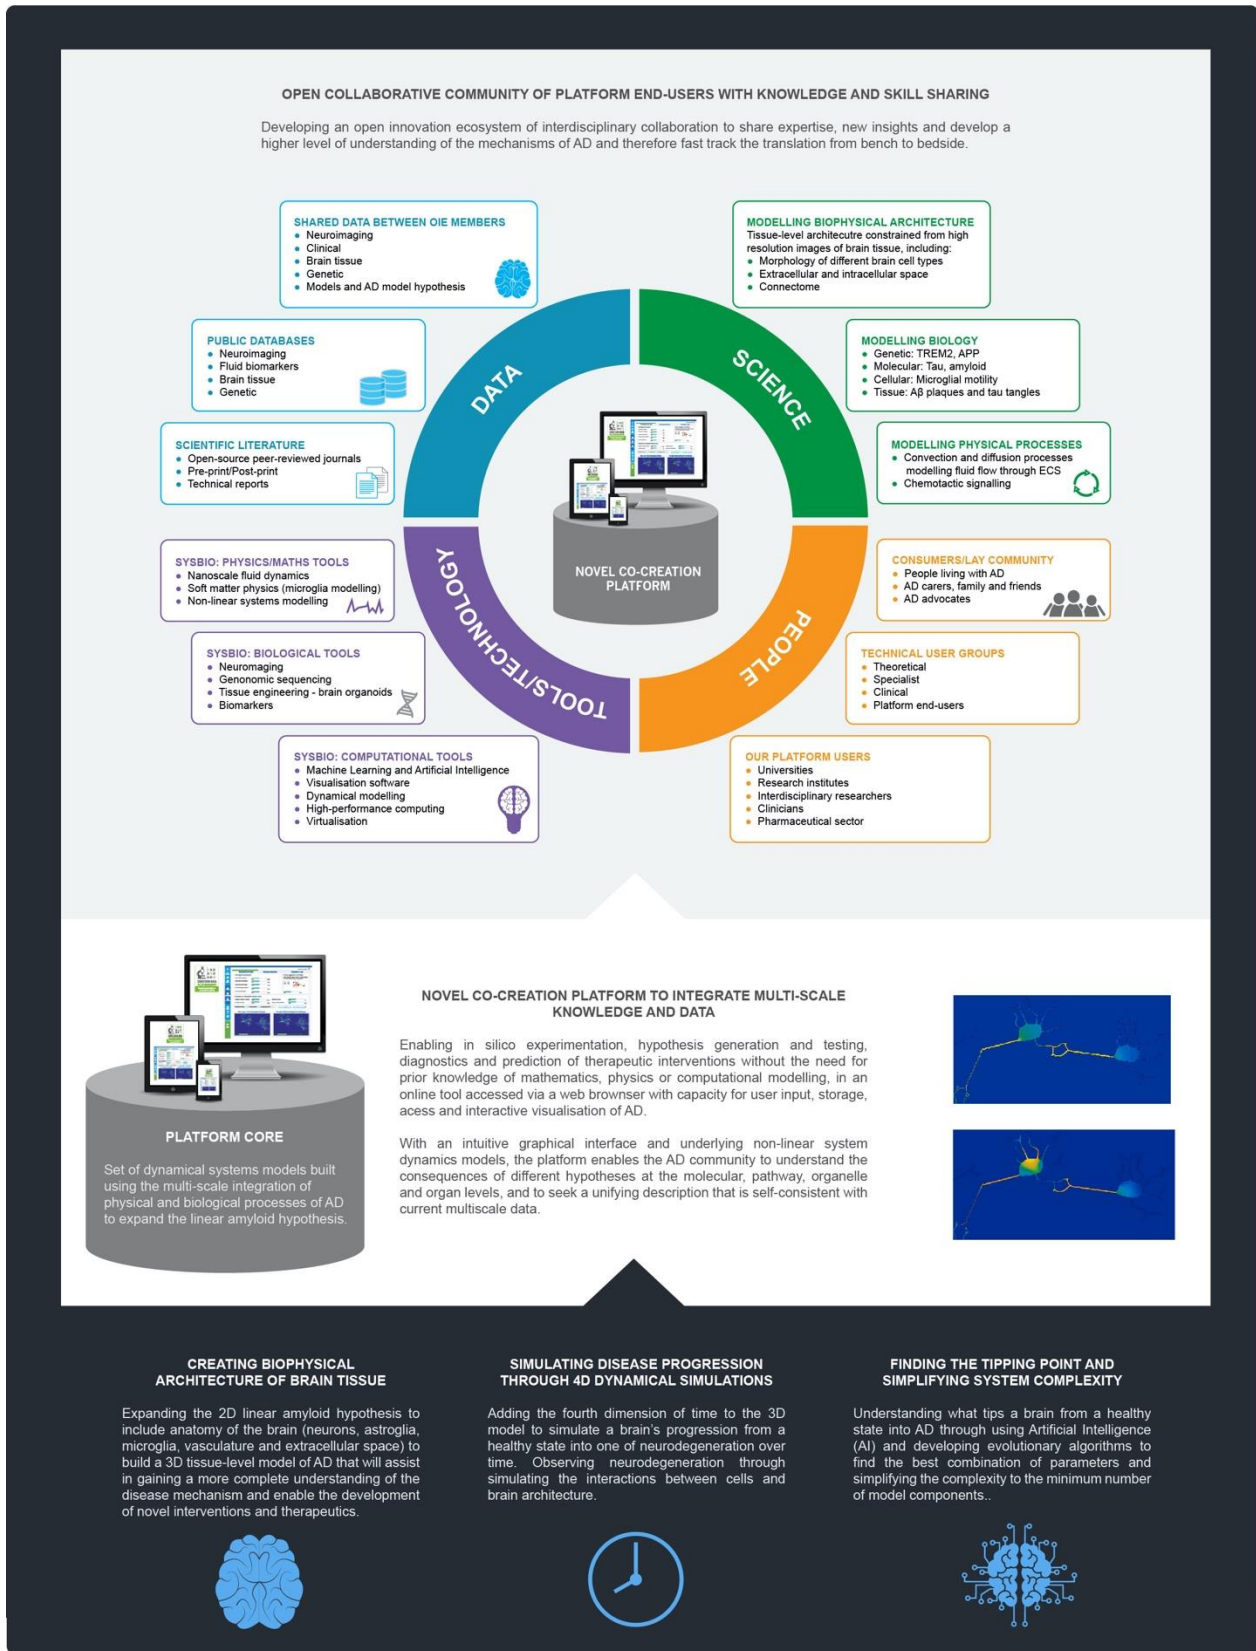 OPEN COLLABORATIVE COMMUNITY OF PLATFORM END-USERS WITH KNOWLEDGE AND SKILL SHARING
Developing an open innovation ecosystem of interdisciplinary collaboration to share expertise, new insights and develop a
higher level of understanding of the mechanisms of AD and therefore fast track the translation from bench to bedside.
SHARED DATA BETWEEN OIE MEMBERS
• Neuroimaging
• Clinical
• Brain tissue
• Genetic
• Models and AD model hypothesis
PUBLIC DATABASES
• Neuroimaging
• Fluid biomarkers
• Brain tissue
• Genetic
SCIENTIFIC LITERATURE
• Open-source peer-reviewed journals
• Pre-print/Post-print
• Technical reports
DATA
MODELLING BIOPHYSICAL ARCHITECTURE
Tissue-level architecutre constrained from high
resolution images of brain tissue, including:
• Morphology of different brain cell types
• Extracellular and intracellular space
• Connectome
MODELLING BIOLOGY
• Genetic: TREM2, APP
• Molecular: Tau, amyloid
• Cellular: Microglial motility
• Tissue: Aβ plaques and tau tangles
MODELLING PHYSICAL PROCESSES
• Convection and diffusion processes
modelling fluid flow through ECS
• Chemotactic signalling
SCIENCE
NOVEL CO-CREATION
PLATFORM
SYSBIO: PHYSICS/MATHS TOOLS
• Nanoscale fluid dynamics
• Soft matter physics (microglia modelling)
• Non-linear systems modelling
SYSBIO: BIOLOGICAL TOOLS
• Neuromaging
• Genonomic sequencing
• Tissue engineering - brain organoids
• Biomarkers
SYSBIO: COMPUTATIONAL TOOLS
• Machine Learning and Artificial Intelligence
• Visualisation software
• Dynamical modelling
• High-performance computing
• Virtualisation
TOOLS/TECHNOLOGY
CONSUMERS/LAY COMMUNITY
• People living with AD
• AD carers, family and friends
• AD advocates
TECHNICAL USER GROUPS
• Theoretical
• Specialist
• Clinical
• Platform end-users
OUR PLATFORM USERS
• Universities
• Research institutes
• Interdisciplinary researchers
• Clinicians
• Pharmaceutical sector
PEOPLE
PLATFORM CORE
Set of dynamical systems models built
using the multi-scale integration of
physical and biological processes of AD
to expand the linear amyloid hypothesis.
NOVEL CO-CREATION PLATFORM TO INTEGRATE MULTI-SCALE
KNOWLEDGE AND DATA
Enabling in silico experimentation, hypothesis generation and testing,
diagnostics and prediction of therapeutic interventions without the need for
prior knowledge of mathematics, physics or computational modelling, in an
online tool accessed via a web brownser with capacity for user input, storage,
acess and interactive visualisation of AD.
With an intuitive graphical interface and underlying non-linear system
dynamics models, the platform enables the AD community to understand the
consequences of different hypotheses at the molecular, pathway, organelle
and organ levels, and to seek a unifying description that is self-consistent with
current multiscale data.
CREATING BIOPHYSICAL
ARCHITECTURE OF BRAIN TISSUE
Expanding the 2D linear amyloid hypothesis to
include anatomy of the brain (neurons, astroglia,
microglia, vasculature and extracellular space) to
build a 3D tissue-level model of AD that will assist
in gaining a more complete understanding of the
disease mechanism and enable the development
of novel interventions and therapeutics.
SIMULATING DISEASE PROGRESSION
THROUGH 4D DYNAMICAL SIMULATIONS
Adding the fourth dimension of time to the 3D
model to simulate a brain's progression from a
healthy state into one of neurodegeneration over
time. Observing neurodegeneration through
simulating the interactions between cells and
brain architecture.
FINDING THE TIPPING POINT AND
SIMPLIFYING SYSTEM COMPLEXITY
Understanding what tips a brain from a healthy
state into AD through using Artificial Intelligence
(AI) and developing evolutionary algorithms to
find the best combination of parameters and
simplifying the complexity to the minimum number
of model components..